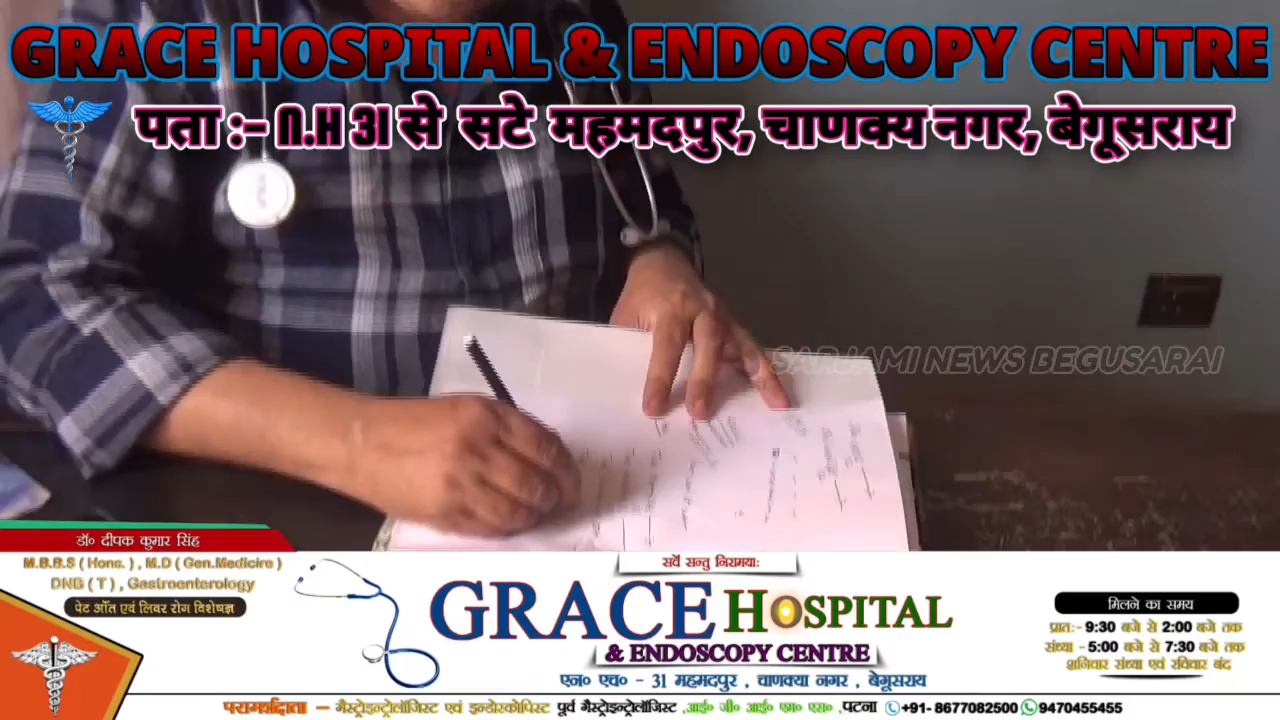 GRACE HOSPITAL & ENDOSCOPY CENTRE
पता :- N.H 31 से सटे महमदपुर, चाणक्य नगर, बेगूसराय
SARJAMI NEWS BEGUSARAI
डॉ० दीपक कुमार सिंह
M.B.B.S ( Hons. ) , M.D ( Gen.Medicire )
DNB ( T ) , Gastroenterology
पेट आँत एवं लिवर रोग विशेषज्ञ
सर्वे सन्तु निरामयाः
GRACE HOSPITAL
& ENDOSCOPY CENTRE
एन० एच० - 31 महमदपुर , चाणक्या नगर , बेगूसराय
मिलने का समय
प्रातः- 9:30 बजे से 2:00 बजे तक
संध्या - 5:00 बजे से 7:30 बजे तक
शनिवार संध्या एवं रविवार बंद
परामर्शदाता – गैस्ट्रोइन्ट्रोलॉजिस्ट एवं इन्डोस्कोपिस्ट पूर्व गैस्ट्रोइन्ट्रोलॉजिस्ट ,आई० जी० आई० एम० एस० ,पटना +91- 8677082500 9470455455